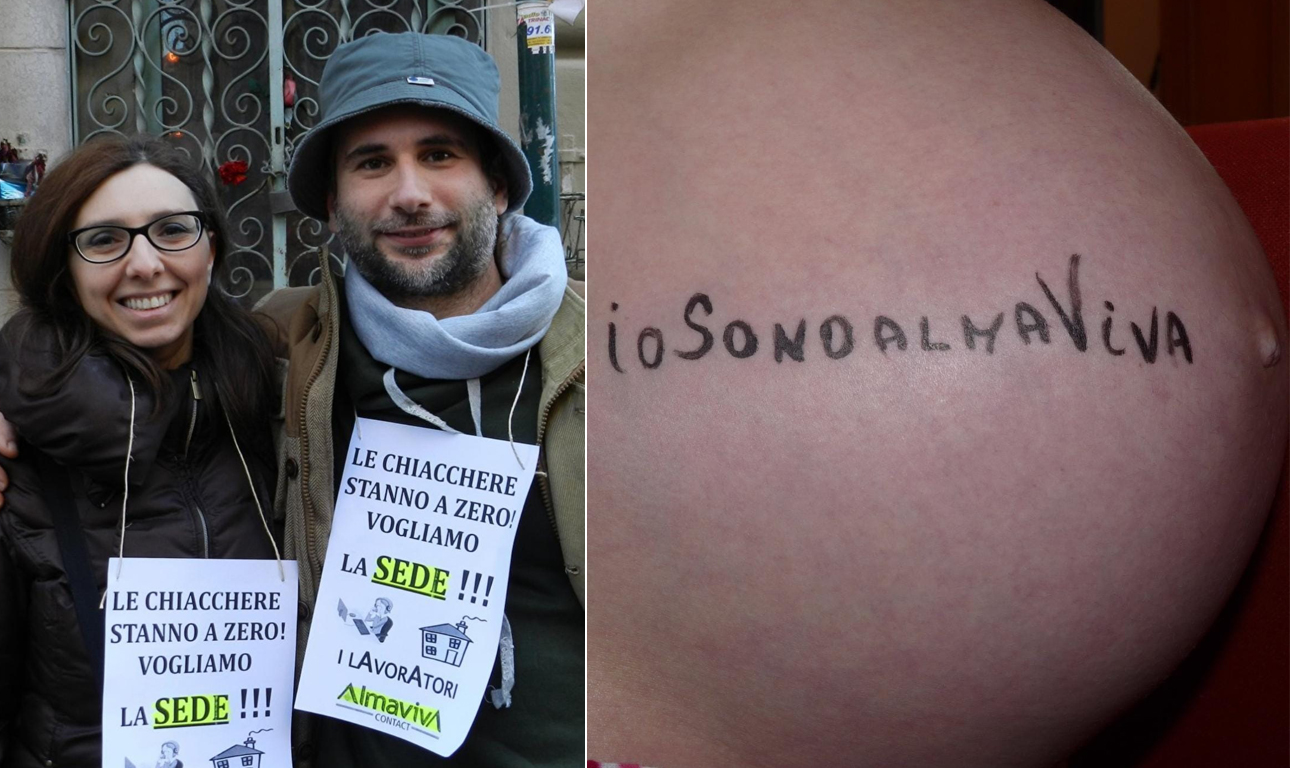 91.6
LE CHIACCHERE
STANNO A ZERO!
VOGLIAMO
LA SEDE !!!
LE CHIACCHERE
STANNO A ZERO!
VOGLIAMO
LA SEDE !!!
I LAvorATORI
AlmavivA
CONTACT
ioSONOALMAViVA